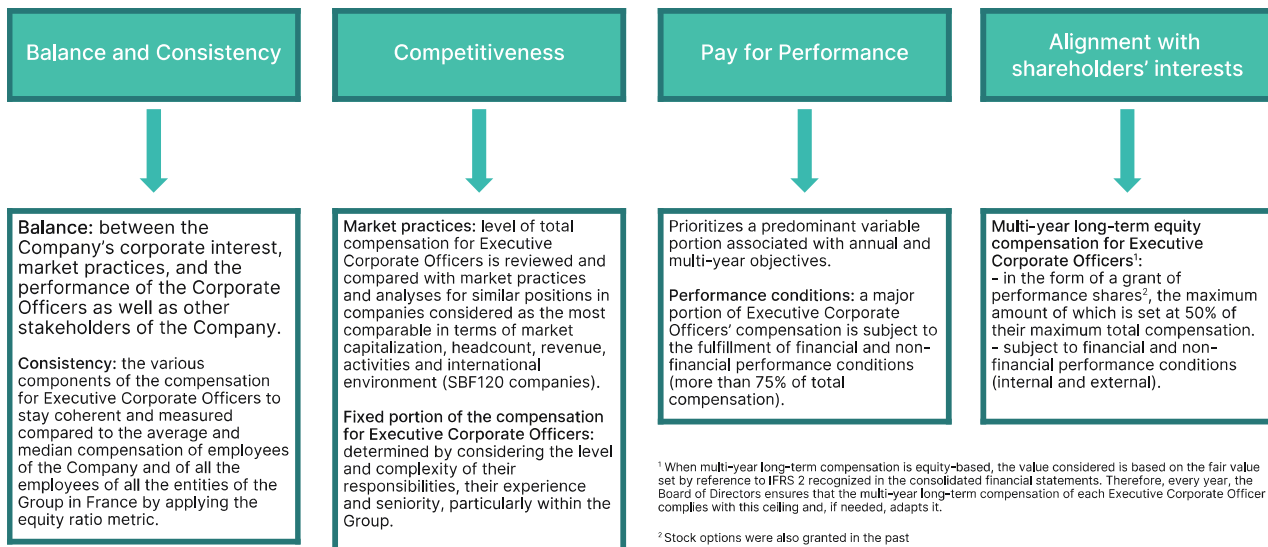 Balance and Consistency
Competitiveness
Pay for Performance
Alignment with
shareholders' interests
Balance: between the
Company's corporate interest,
market practices, and the
performance of the Corporate
Officers as well as other
stakeholders of the Company.
Consistency: the various
components of the compensation
for Executive Corporate Officers to
stay coherent and measured
compared to the average and
median compensation of employees
of the Company and of all the
employees of all the entities of the
Group in France by applying the
equity ratio metric.
Market practices: level of total
compensation for Executive
Corporate Officers is reviewed and
compared with market practices
and analyses for similar positions in
companies considered as the most
comparable in terms of market
capitalization, headcount, revenue,
activities and international
environment (SBF120 companies).
Fixed portion of the compensation
for Executive Corporate Officers:
determined by considering the level
and complexity of their
responsibilities, their experience
and seniority, particularly within the
Group.
Prioritizes a predominant variable
portion associated with annual and
multi-year objectives.
Performance conditions: a major
portion of Executive Corporate
Officers' compensation is subject to
the fulfillment of financial and non-
financial performance conditions
(more than 75% of total
compensation).
Multi-year long-term equity
compensation for Executive
Corporate Officers¹:
- in the form of a grant of
performance shares², the maximum
amount of which is set at 50% of
their maximum total compensation.
- subject to financial and non-
financial performance conditions
(internal and external).
¹ When multi-year long-term compensation is equity-based, the value considered is based on the fair value
set by reference to IFRS 2 recognized in the consolidated financial statements. Therefore, every year, the
Board of Directors ensures that the multi-year long-term compensation of each Executive Corporate Officer
complies with this ceiling and, if needed, adapts it.
² Stock options were also granted in the past